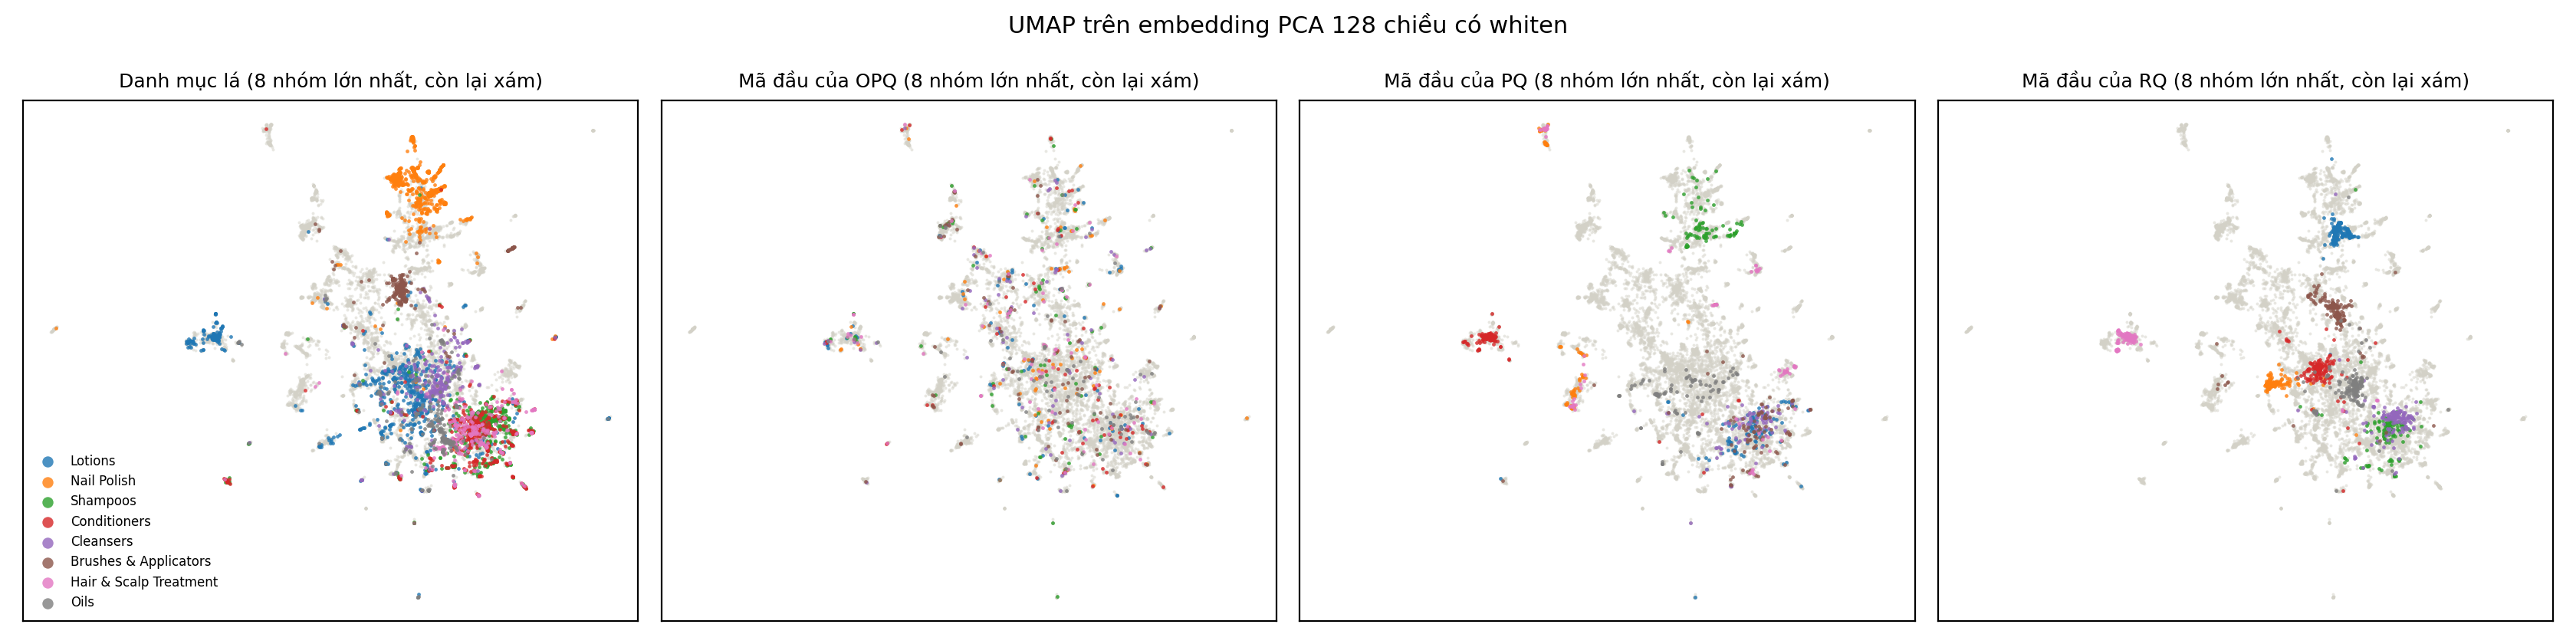 UMAP trên embedding PCA 128 chiều có whiten
Danh mục lá (8 nhóm lớn nhất, còn lại xám)
Mã đầu của OPQ (8 nhóm lớn nhất, còn lại xám)
Mã đầu của PQ (8 nhóm lớn nhất, còn lại xám)
Mã đầu của RQ (8 nhóm lớn nhất, còn lại xám)
Lotions
Nail Polish
Shampoos
Conditioners
Cleansers
Brushes & Applicators
Hair & Scalp Treatment
Oils